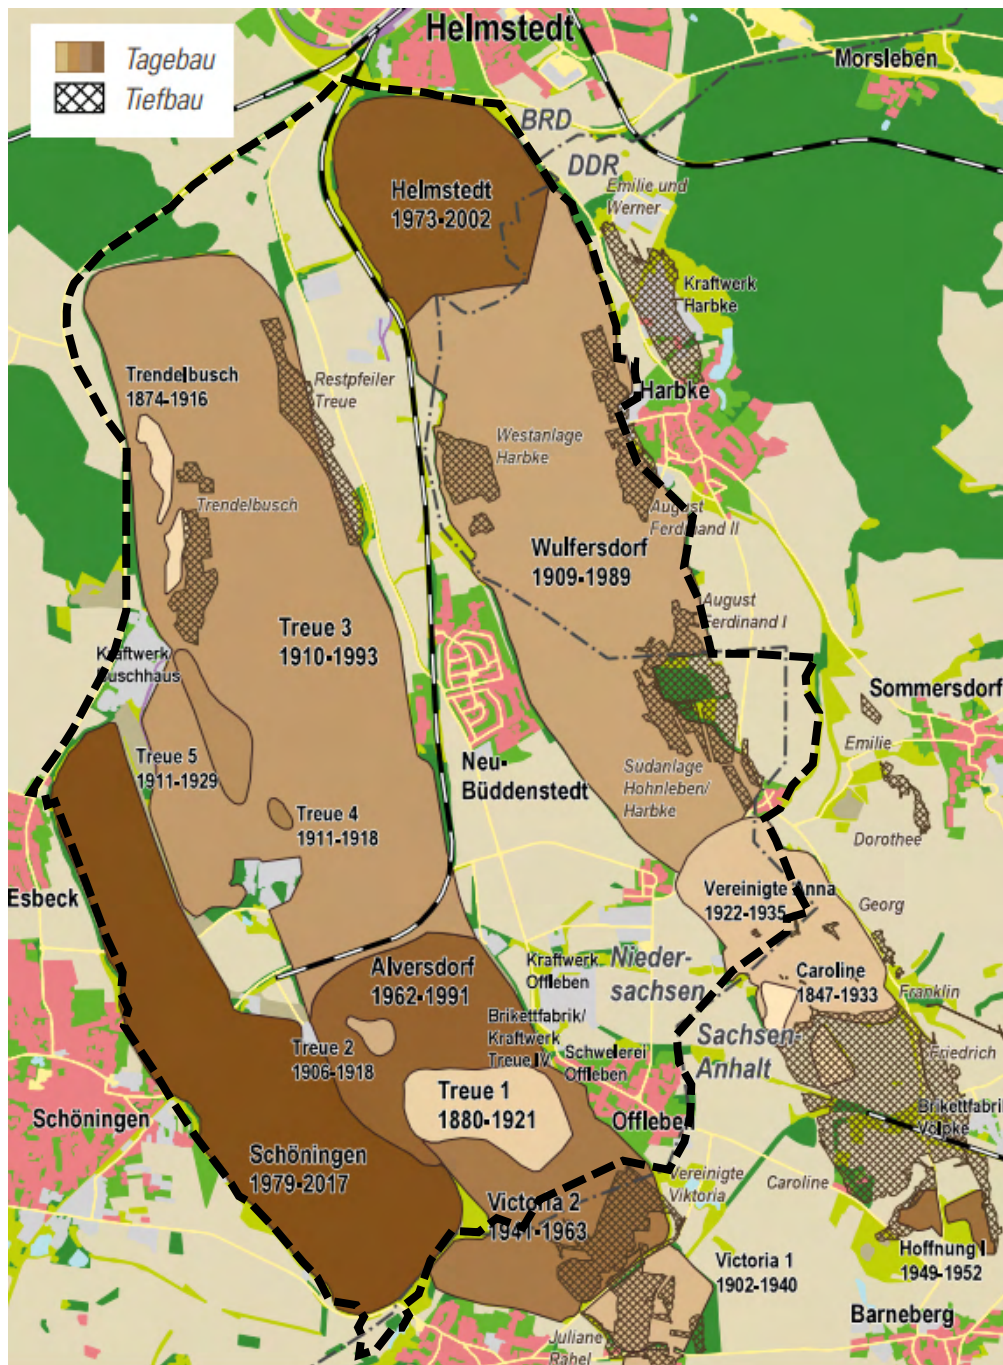 Helmstedt
Morsleben
Tagebau
Tiefbau
BRD
DDR
Emilie und
Werner
Helmstedt
1973-2002
Kraftwerk
Harbke
Trendelbusch
1874-1916
Restpfeiler
Treue
Harbke
Westanlage
Harbke
Trendelbusch
August
Ferdinand II
Wulfersdorf
1909-1989
August
Ferdinand I
Treue 3
1910-1993
Kraftwerk
Buschhaus
Sommersdorf
Emilie
Treue 5
1911-1929
Neu-
Büddenstedt
Südanlage
Hohnleben/
Harbke
Treue 4
1911-1918
Dorothee
Esbeck
Vereinigte Anna
1922-1935
Georg
Alversdorf
1962-1991
Kraftwerk
Offleben
Nieder-
sachsen
Caroline
1847-1933
Franklin
Brikettfabrik/
Kraftwerk
Treue IV
Schwelerei
Offleben
Sachsen-
Anhalt
Treue 2
1906-1918
Friedrich
Treue 1
1880-1921
Brikettfabrik
Völpke
Schöningen
Offleben
Schöningen
1979-2017
Vereinigte
Viktoria
Caroline
Victoria 2
1941-1963
Victoria 1
1902-1940
Hoffnung I
1949-1952
Barneberg
Juliane
Rahel